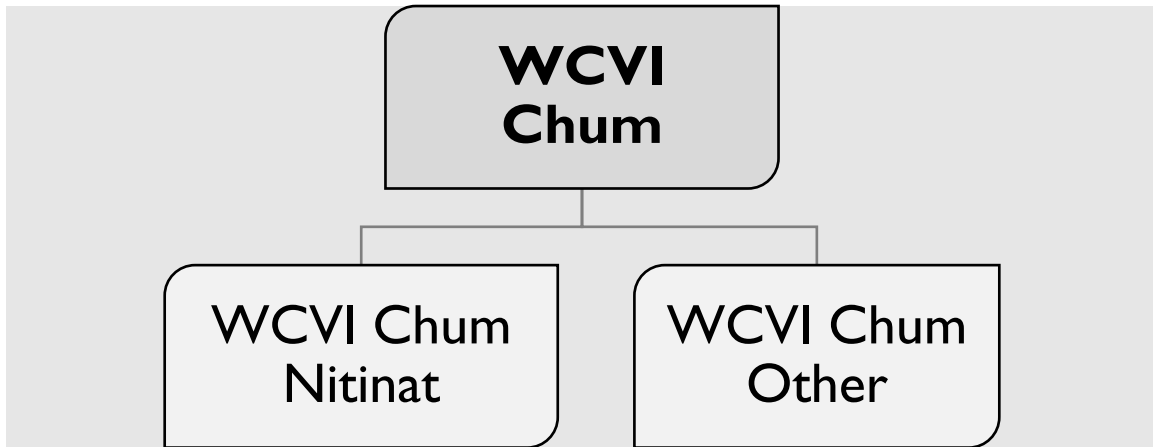 WCVI
Chum
WCVI Chum
Nitinat
WCVI Chum
Other